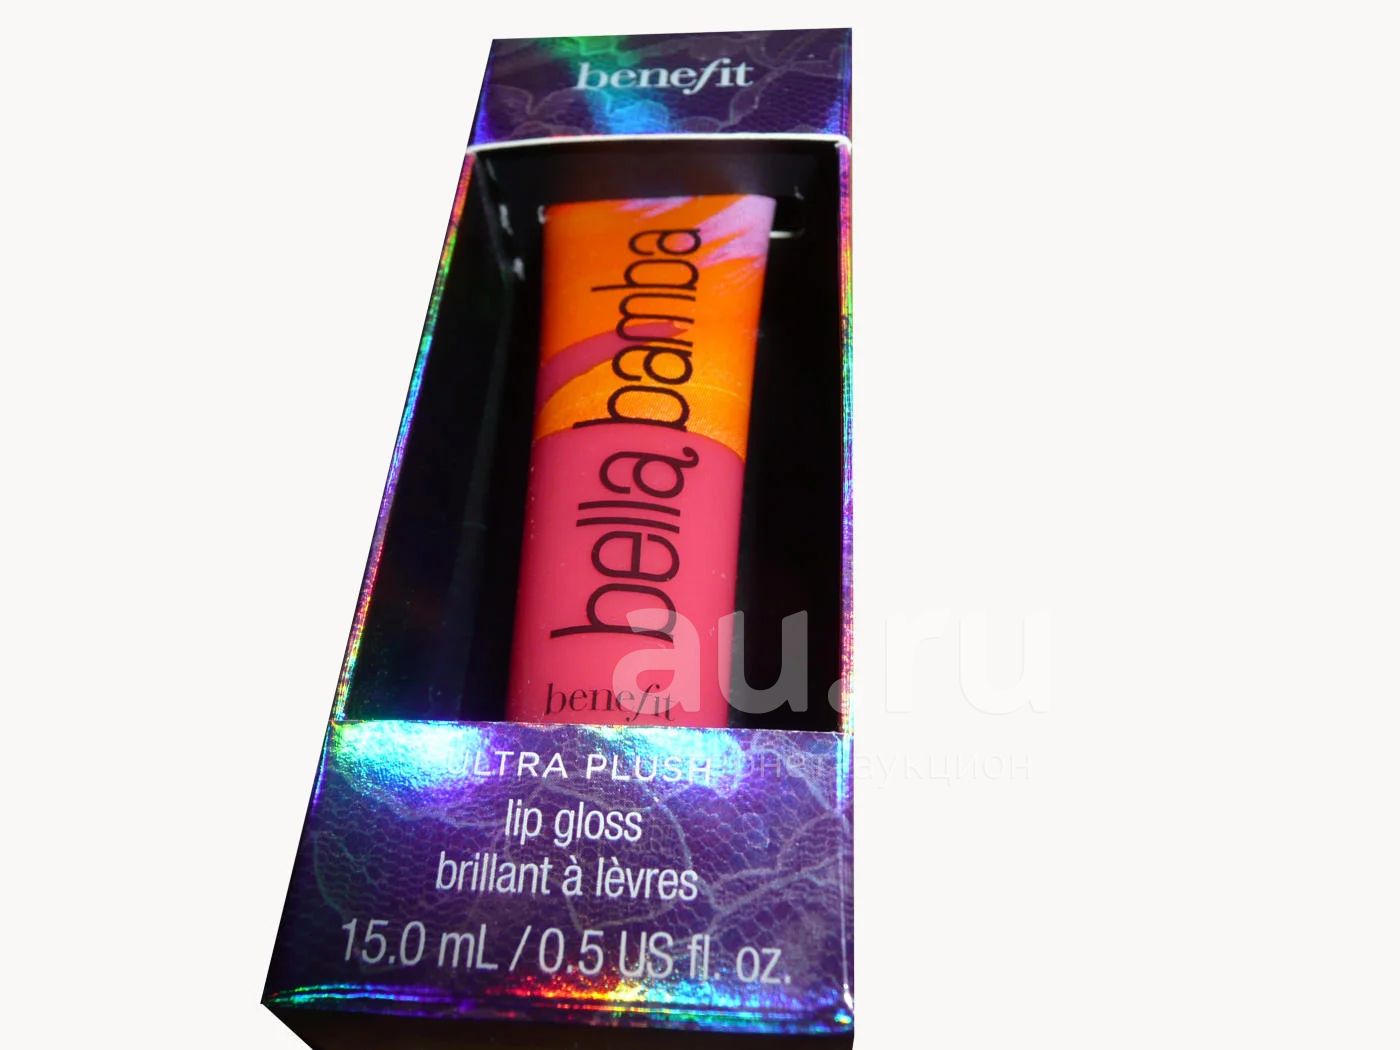 benefit
bella bamba
benefit
ULTRA PLUSH
lip gloss
brillant à lèvres
15.0 mL / 0.5 US fl. oz.
au.ru
аукцион